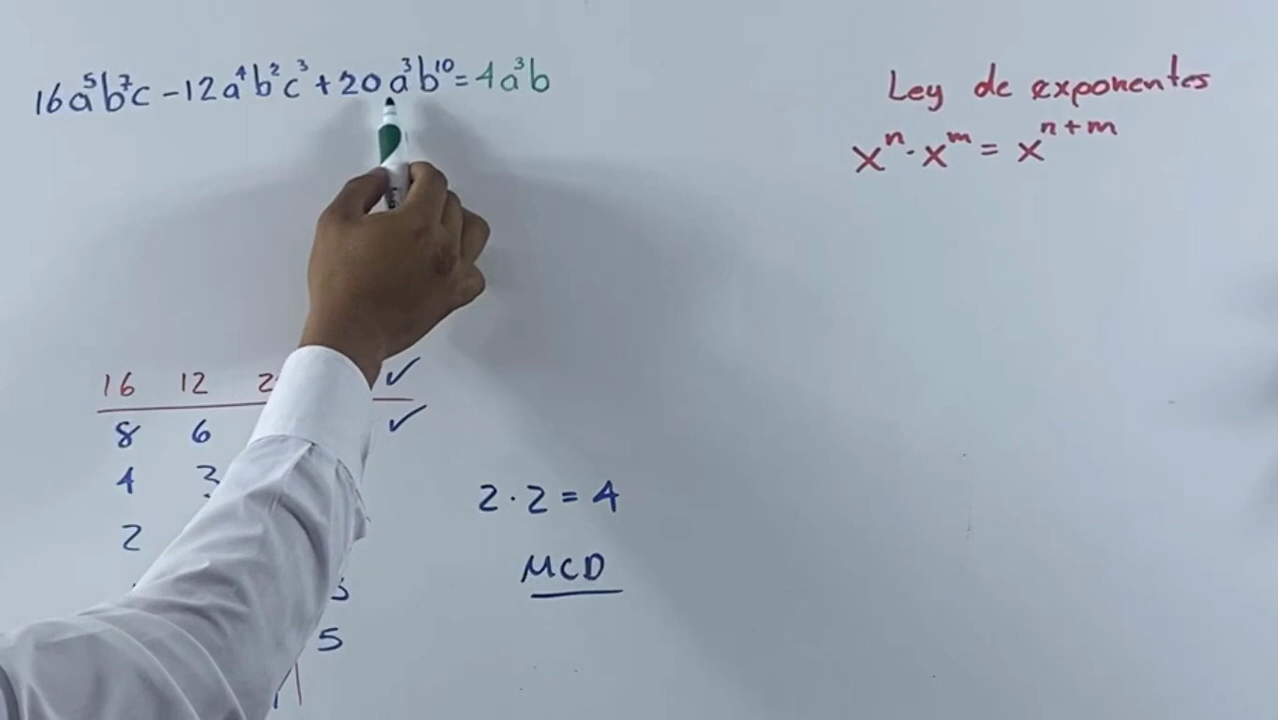 16a⁵b⁷c - 12a⁴b²c³ + 20a³b¹⁰ = 4a³b
Ley de exponentes
xⁿ · xᵐ = xⁿ⁺ᵐ
16 12 2 ✓
8 6 ✓
4 3
2
2 · 2 = 4
MCD
5